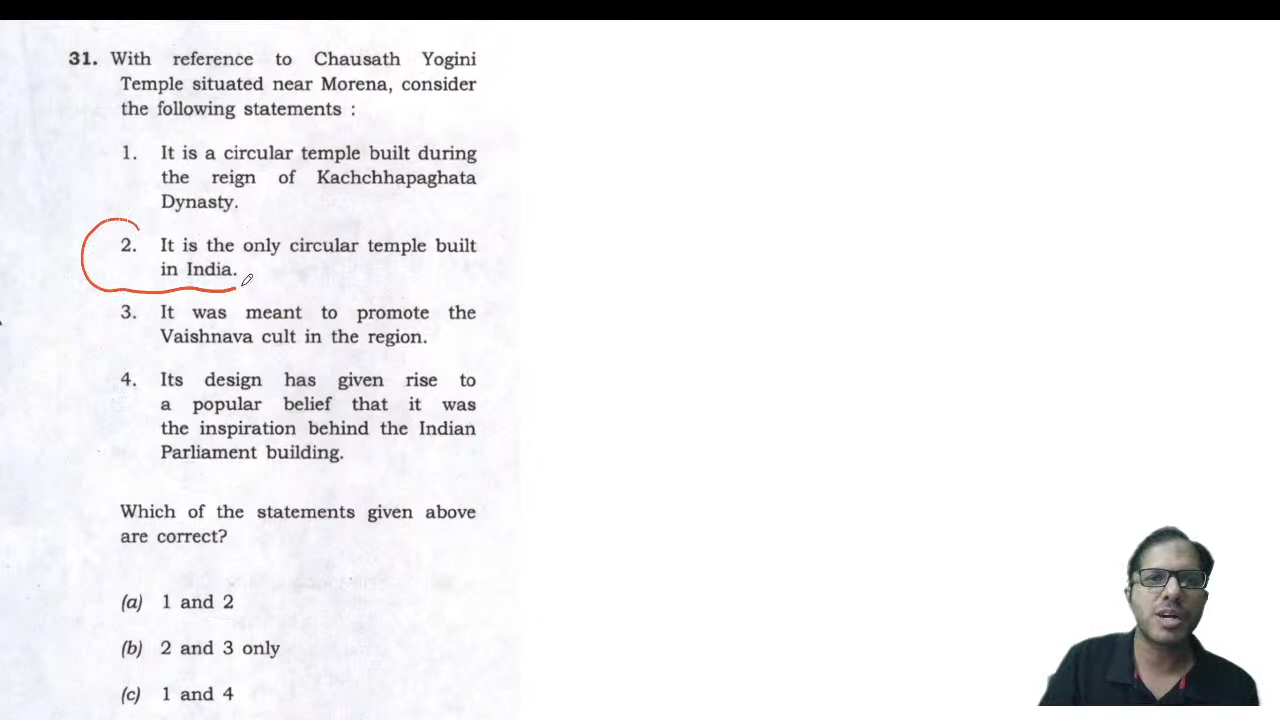 31. With reference to Chausath Yogini
Temple situated near Morena, consider
the following statements :
1. It is a circular temple built during
the reign of Kachchhapaghata
Dynasty.
2. It is the only circular temple built
in India.
3. It was meant to promote the
Vaishnava cult in the region.
4. Its design has given rise to
a popular belief that it was
the inspiration behind the Indian
Parliament building.
Which of the statements given above
are correct?
(a) 1 and 2
(b) 2 and 3 only
(c) 1 and 4